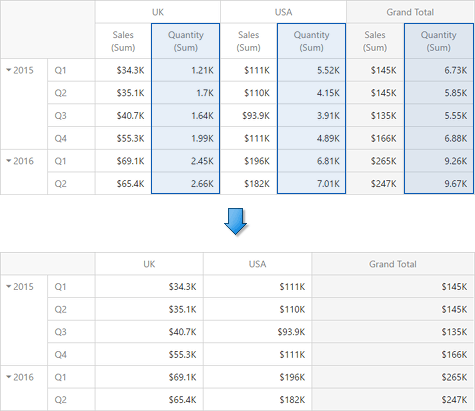 UK USA Grand Total
Sales (Sum) Quantity (Sum) Sales (Sum) Quantity (Sum) Sales (Sum) Quantity (Sum)
2015 Q1 $34.3K 1.21K $111K 5.52K $145K 6.73K
Q2 $35.1K 1.7K $110K 4.15K $145K 5.85K
Q3 $40.7K 1.64K $93.9K 3.91K $135K 5.55K
Q4 $55.3K 1.99K $111K 4.89K $166K 6.88K
2016 Q1 $69.1K 2.45K $196K 6.81K $265K 9.26K
Q2 $65.4K 2.66K $182K 7.01K $247K 9.67K
UK USA Grand Total
2015 Q1 $34.3K $111K $145K
Q2 $35.1K $110K $145K
Q3 $40.7K $93.9K $135K
Q4 $55.3K $111K $166K
2016 Q1 $69.1K $196K $265K
Q2 $65.4K $182K $247K